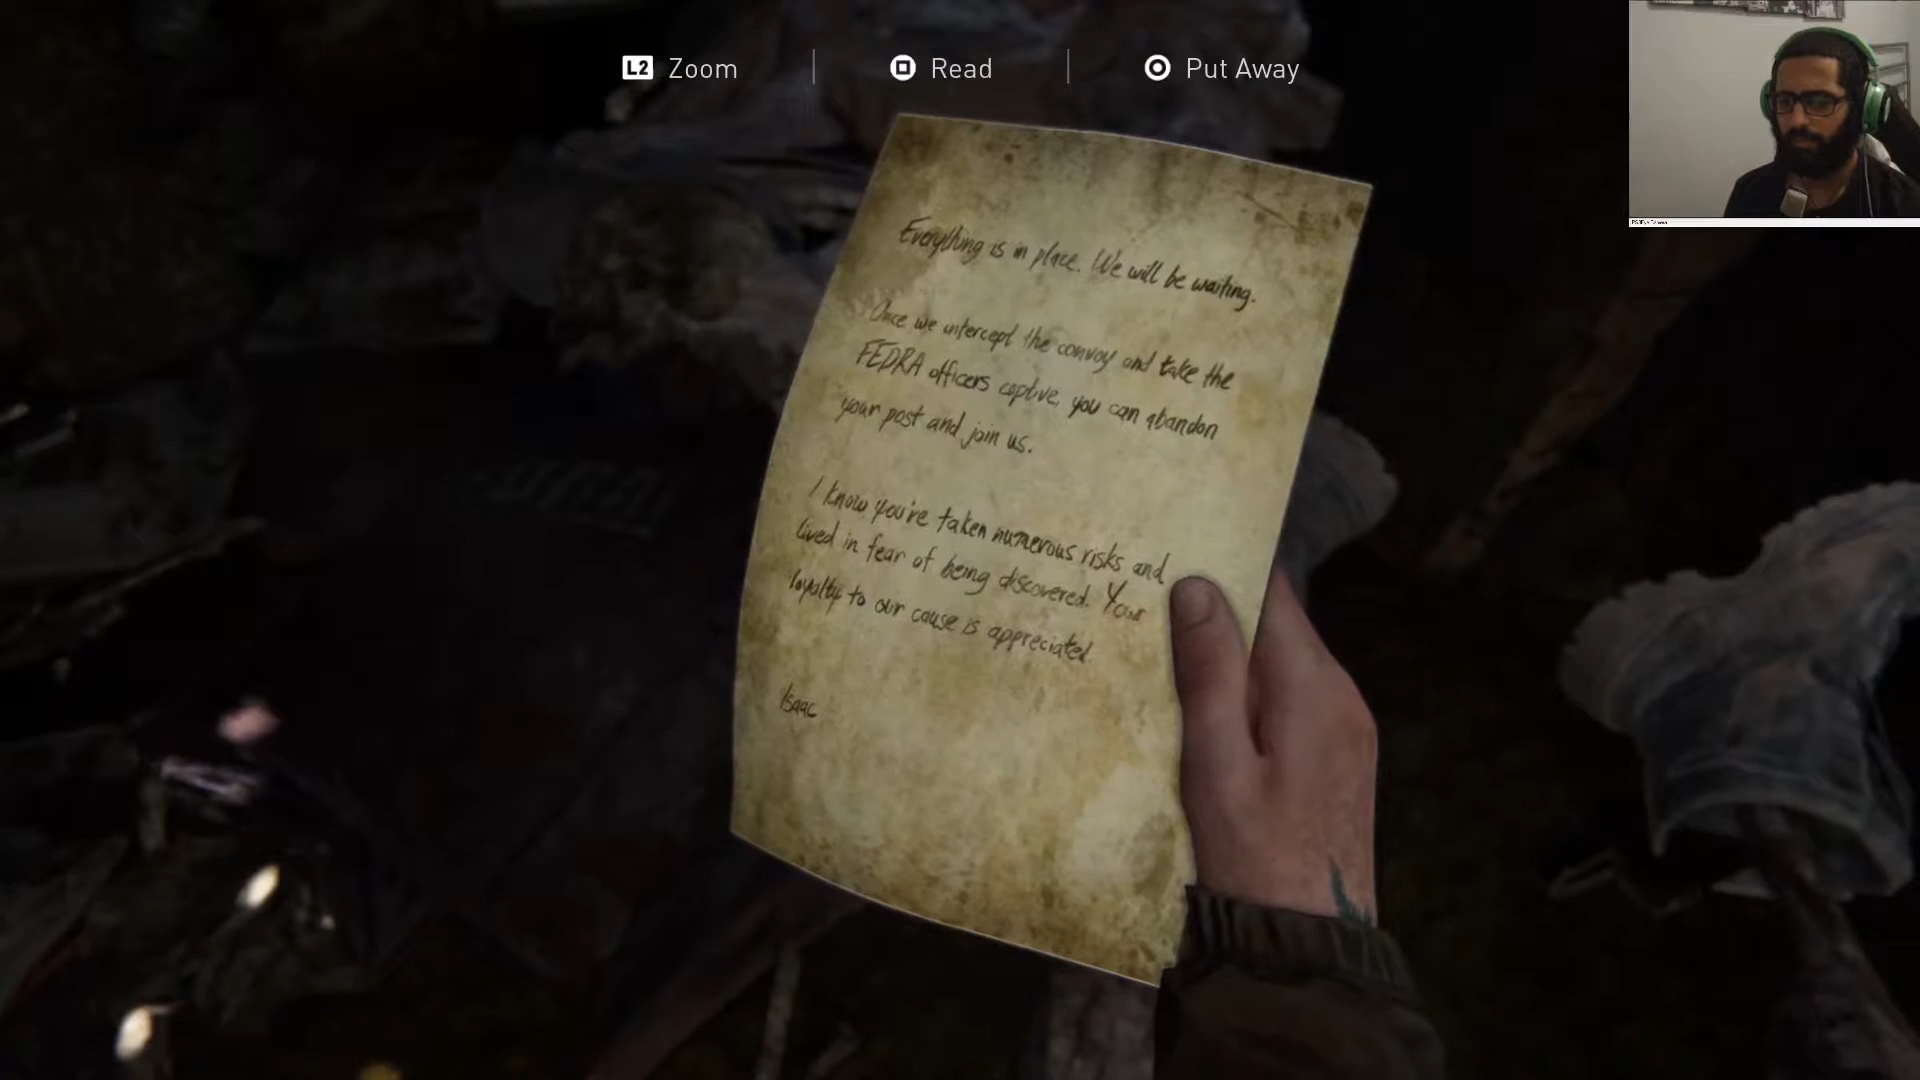 L2 Zoom
Read
Put Away
Everything is in place. We will be waiting.
Once we intercept the convoy and take the
FEDRA officers captive, you can abandon
your post and join us.
I know you're taken numerous risks and
lived in fear of being discovered. Your
loyalty to our cause is appreciated
Isaac